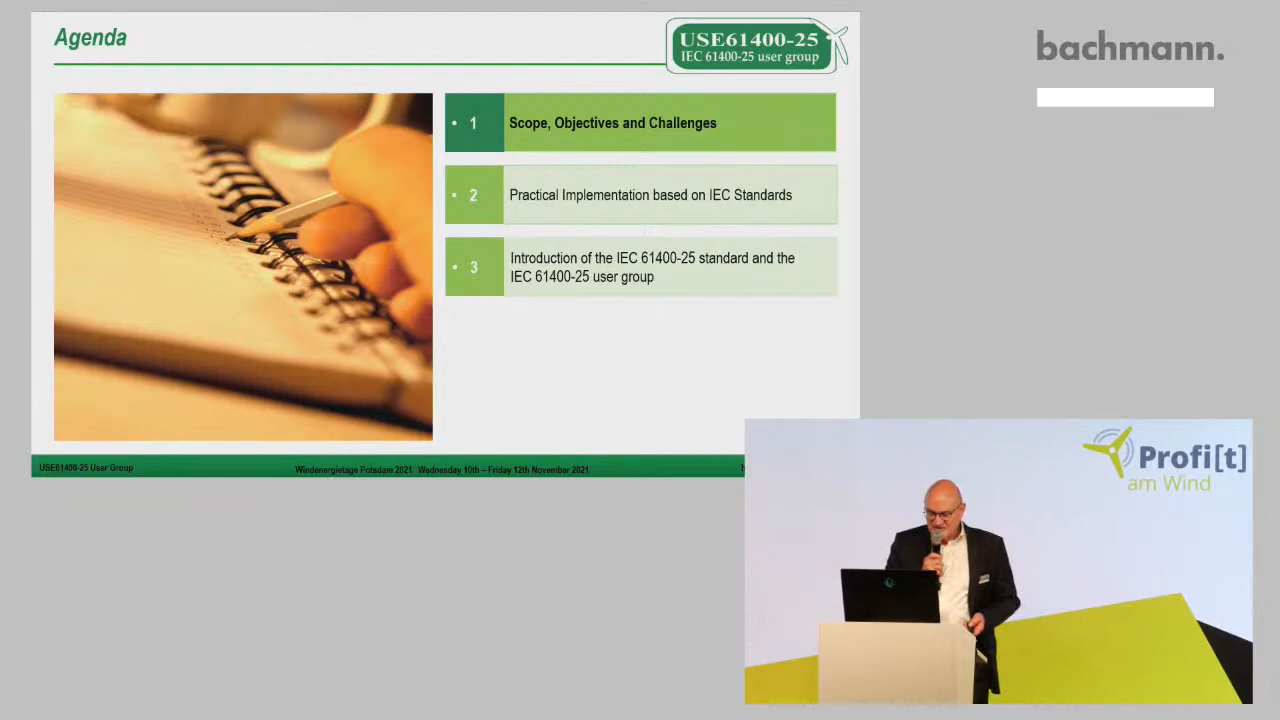 Agenda
USE61400-25
IEC 61400-25 user group
• 1 Scope, Objectives and Challenges
• 2 Practical Implementation based on IEC Standards
• 3 Introduction of the IEC 61400-25 standard and the
IEC 61400-25 user group
USE61400-25 User Group
Windenergietage Potsdam 2021 Wednesday 10th – Friday 12th November 2021
bachmann.
Profi[t]
am Wind